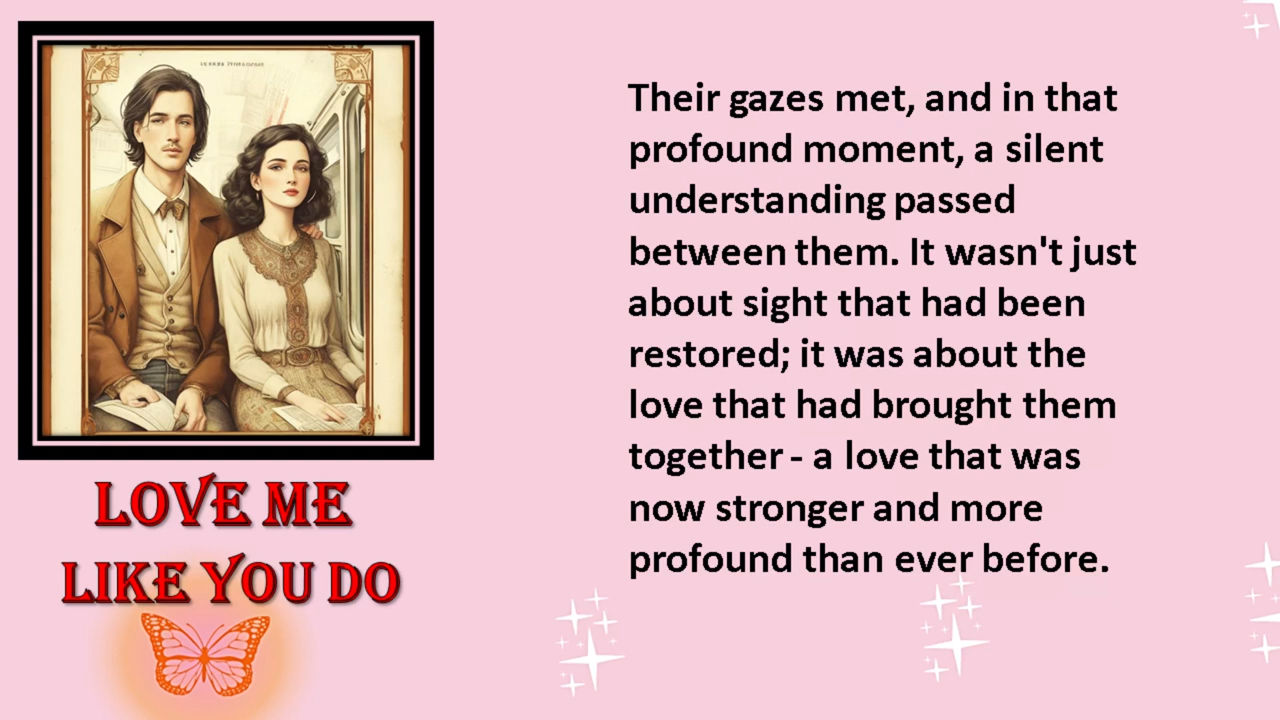 Their gazes met, and in that
profound moment, a silent
understanding passed
between them. It wasn't just
about sight that had been
restored; it was about the
love that had brought them
together - a love that was
now stronger and more
profound than ever before.
LOVE ME
LIKE YOU DO